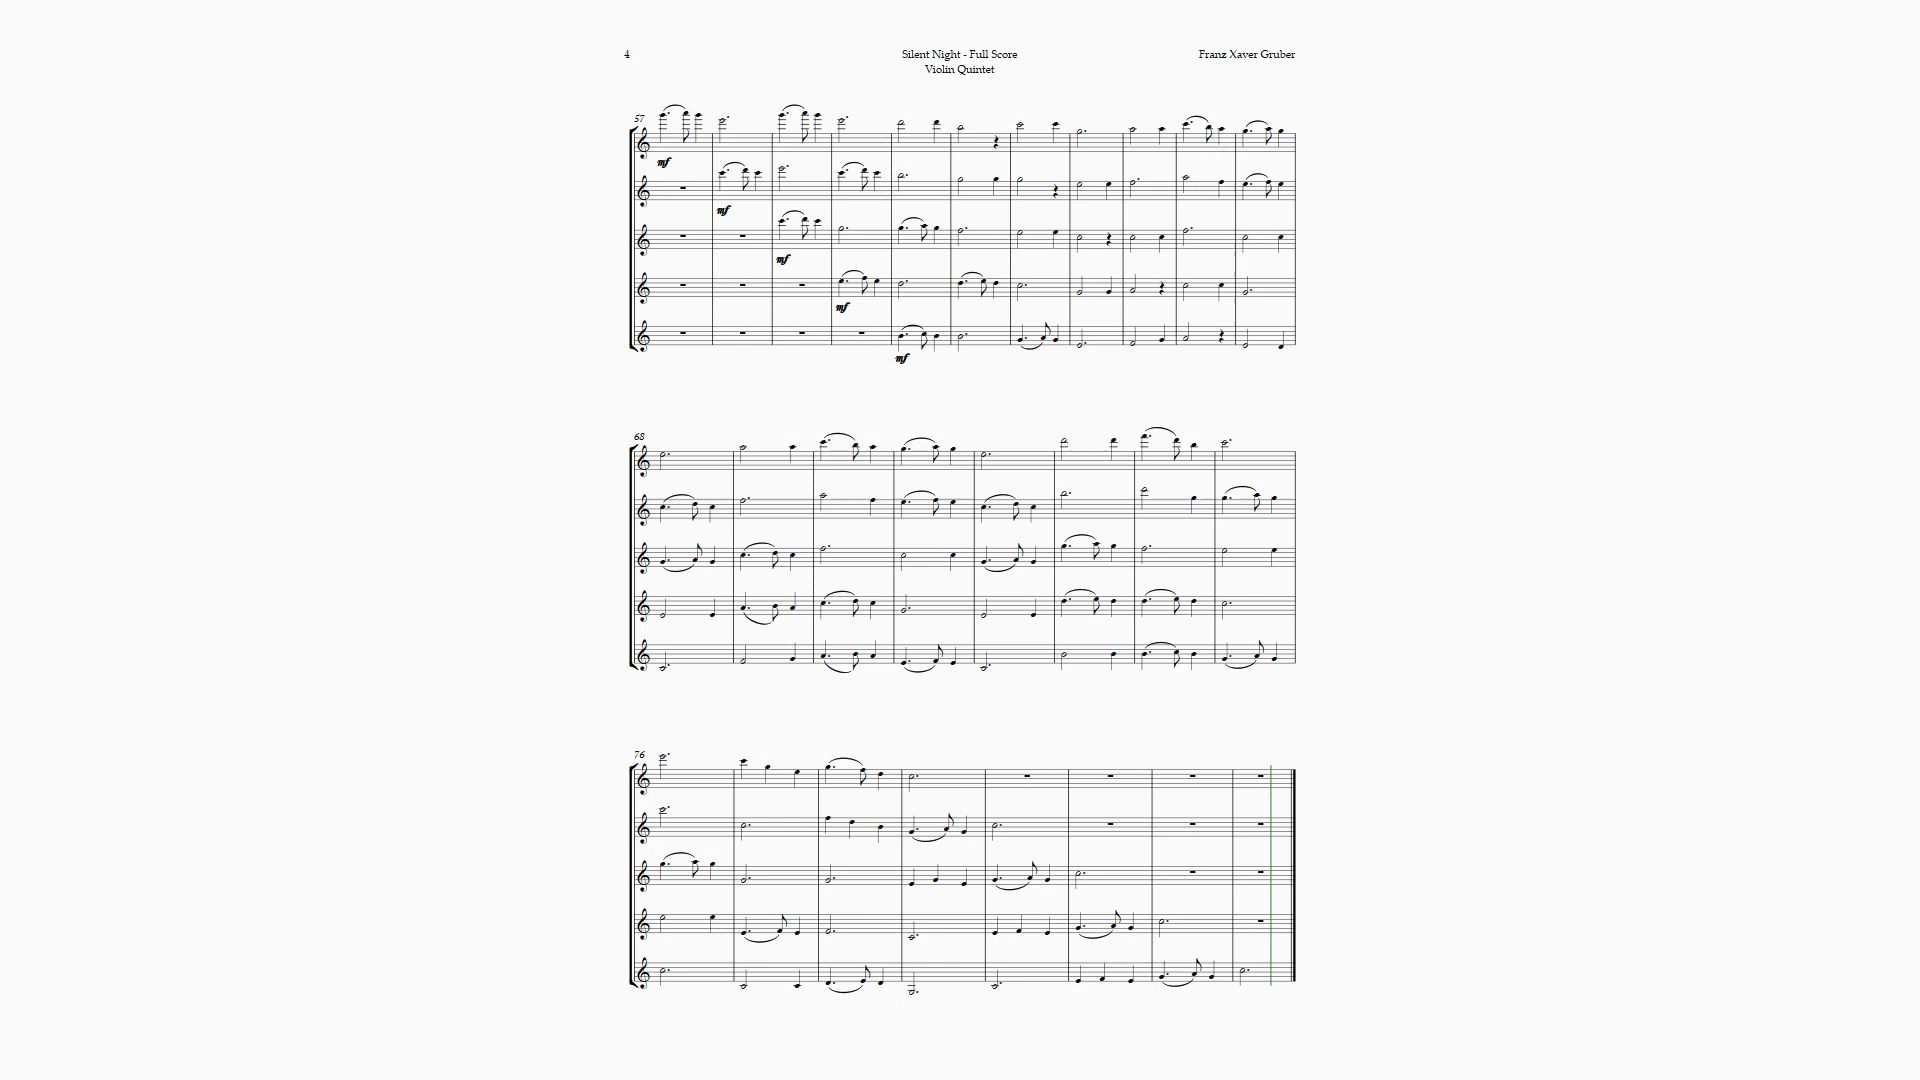 4 Silent Night - Full Score Franz Xaver Gruber
Violin Quintet
57
mf
mf
mf
mf
mf
68
76